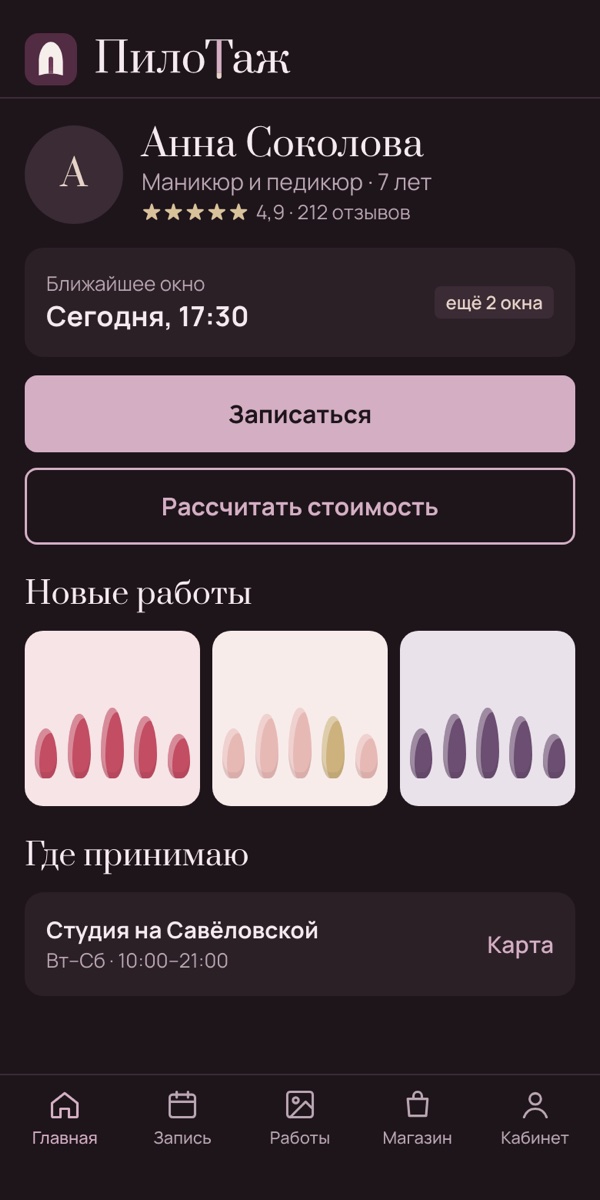 ПилоТаж
А
Анна Соколова
Маникюр и педикюр · 7 лет
★★★★★ 4,9 · 212 отзывов
Ближайшее окно
Сегодня, 17:30
ещё 2 окна
Записаться
Рассчитать стоимость
Новые работы
Где принимаю
Студия на Савёловской
Вт–Сб · 10:00–21:00
Карта
Главная
Запись
Работы
Магазин
Кабинет